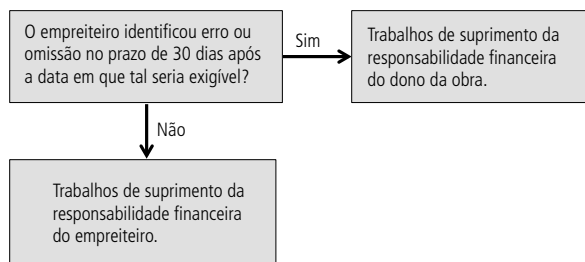 O empreiteiro identificou erro ou
omissão no prazo de 30 dias após
a data em que tal seria exigível?
Sim
Trabalhos de suprimento da
responsabilidade financeira
do dono da obra.
Não
Trabalhos de suprimento da
responsabilidade financeira
do empreiteiro.